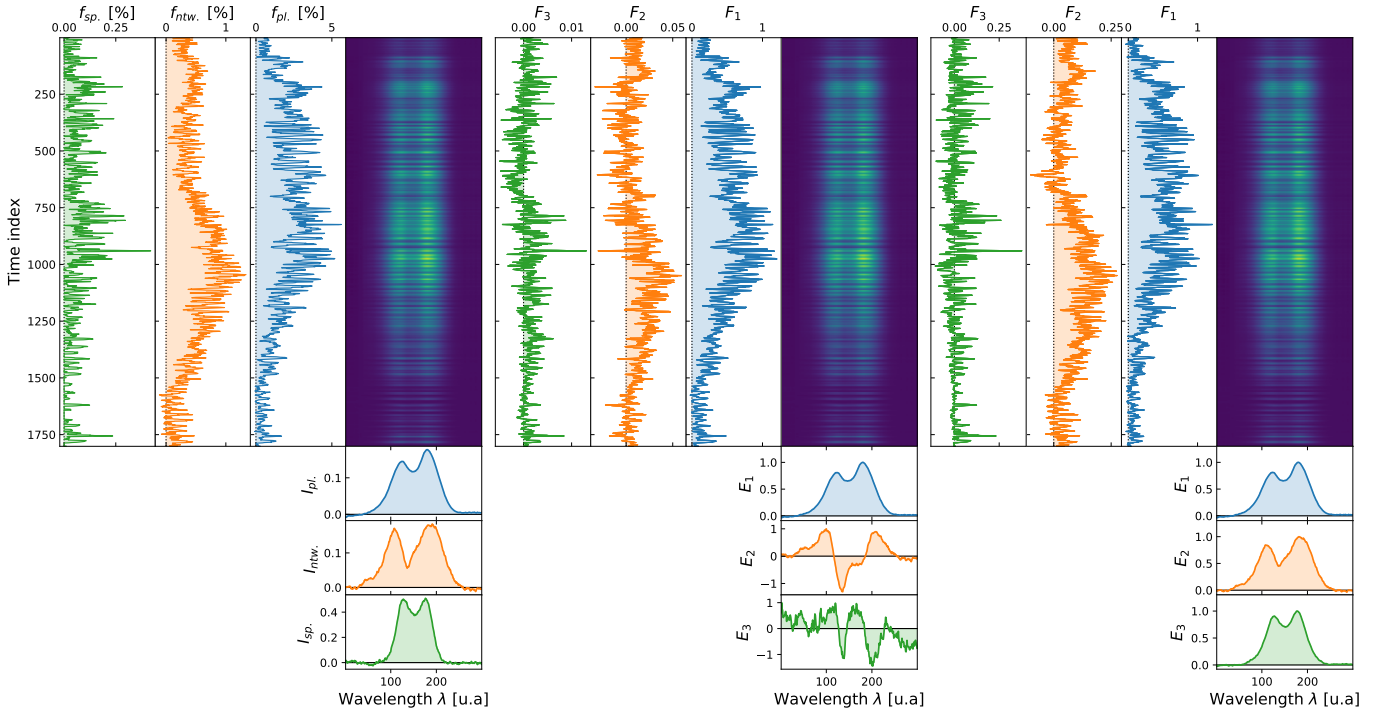 f_sp. [%] f_ntw. [%] f_pl. [%] F_3 F_2 F_1 F_3 F_2 F_1
0.00 0.25 0 1 0 5 0.00 0.01 0.00 0.05 0 1 0.00 0.25 0.00 0.25 0 1
Time index
250
500
750
1000
1250
1500
1750
I_pl.
0.1
0.0
I_ntw.
0.1
0.0
I_sp.
0.4
0.2
0.0
100 200
Wavelength λ [u.a]
E_1
1.0
0.5
0.0
E_2
1
0
−1
E_3
1
0
−1
100 200
Wavelength λ [u.a]
E_1
1.0
0.5
0.0
E_2
1.0
0.5
0.0
E_3
1.0
0.5
0.0
100 200
Wavelength λ [u.a]